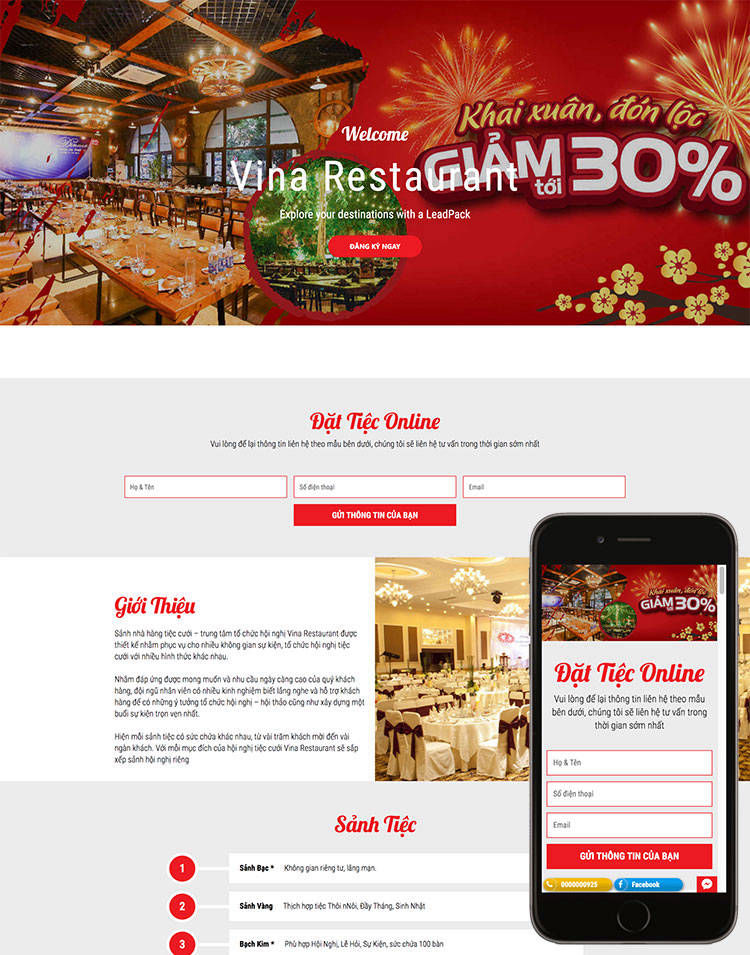 Welcome
Vina Restaurant
Explore your destinations with a LeadPack
ĐĂNG KÝ NGAY
Khai xuân, đón lộc
GIẢM tới 30%
Đặt Tiệc Online
Vui lòng để lại thông tin liên hệ theo mẫu bên dưới, chúng tôi sẽ liên hệ tư vấn trong thời gian sớm nhất
Họ & Tên
Số điện thoại
Email
GỬI THÔNG TIN CỦA BẠN
Giới Thiệu
Sảnh nhà hàng tiệc cưới – trung tâm tổ chức hội nghị Vina Restaurant được
thiết kế nhằm phục vụ cho nhiều không gian sự kiện, tổ chức hội nghị tiệc
cưới với nhiều hình thức khác nhau.
Nhằm đáp ứng được mong muốn và nhu cầu ngày càng cao của quý khách
hàng, đội ngũ nhân viên có nhiều kinh nghiệm biết lắng nghe và hỗ trợ khách
hàng để có những ý tưởng tổ chức hội nghị – hội thảo cũng như xây dựng một
buổi sự kiện trọn vẹn nhất.
Hiện mỗi sảnh tiệc có sức chứa khác nhau, từ vài trăm khách mời đến vài
ngàn khách. Với mỗi mục đích của hội nghị tiệc cưới Vina Restaurant sẽ sắp
xếp sảnh hội nghị riêng
Sảnh Tiệc
1 Sảnh Bạc * Không gian riêng tư, lãng mạn.
2 Sảnh Vàng Thích hợp tiệc Thôi nNôi, Đầy Tháng, Sinh Nhật
3 Bạch Kim * Phù hợp Hội Nghị, Lễ Hỏi, Sự Kiện, sức chứa 100 bàn
Khai xuân, đón lộc
GIẢM tới 30%
Đặt Tiệc Online
Vui lòng để lại thông tin liên hệ theo mẫu
bên dưới, chúng tôi sẽ liên hệ tư vấn trong
thời gian sớm nhất
Họ & Tên
Số điện thoại
Email
GỬI THÔNG TIN CỦA BẠN
0000000925
Facebook